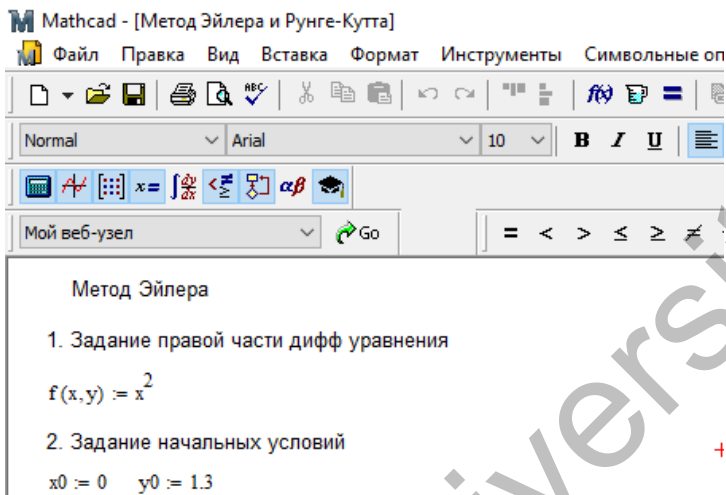 Mathcad - [Метод Эйлера и Рунге-Кутта]
Файл Правка Вид Вставка Формат Инструменты Символьные оп
Normal Arial 10 B I U
Мой веб-узел Go = < > ≤ ≥ ≠
Метод Эйлера
1. Задание правой части дифф уравнения
f(x,y) := x²
2. Задание начальных условий
x0 := 0 y0 := 1.3